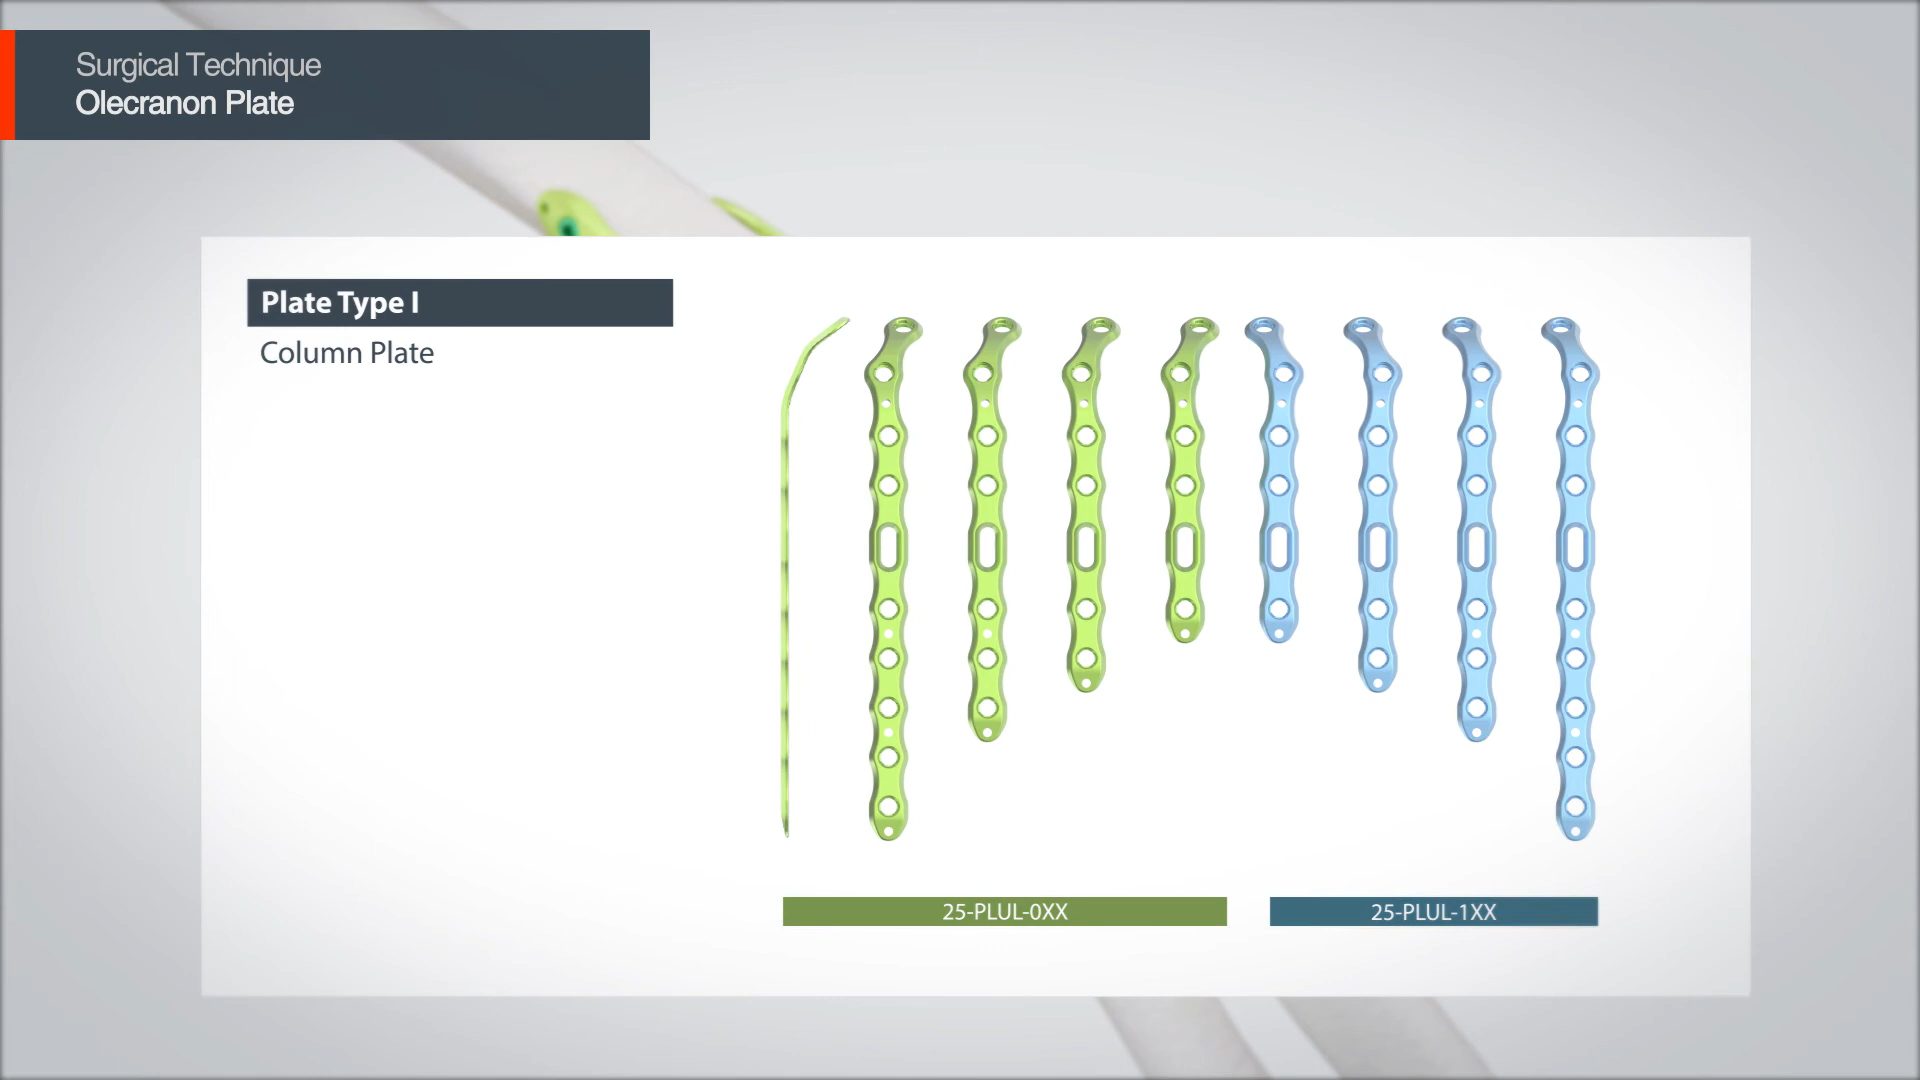 Surgical Technique
Olecranon Plate
Plate Type I
Column Plate
25-PLUL-0XX
25-PLUL-1XX